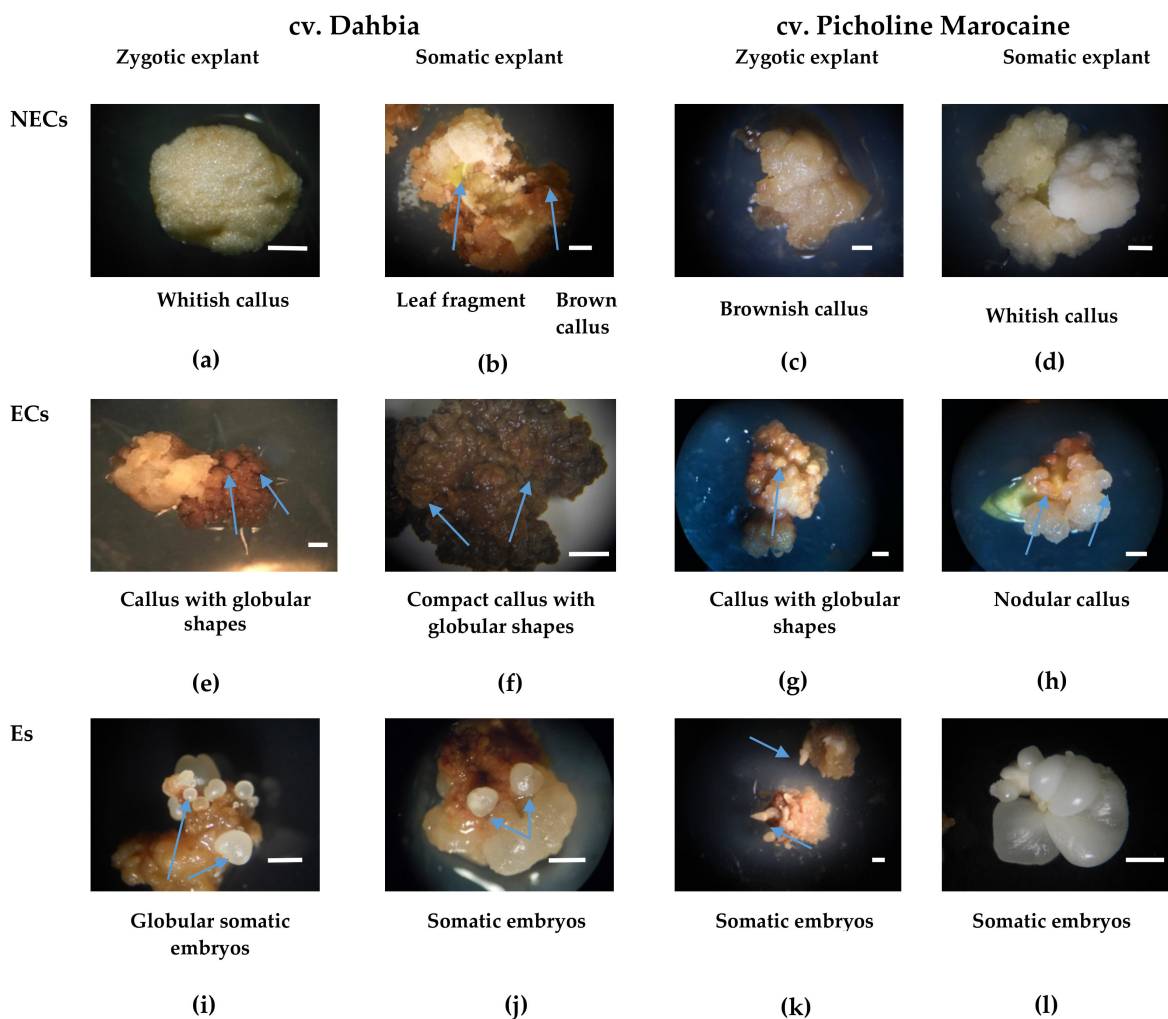 cv. Dahbia
cv. Picholine Marocaine
Zygotic explant
Somatic explant
Zygotic explant
Somatic explant
NECs
Whitish callus
Leaf fragment
Brown
callus
Brownish callus
Whitish callus
(a)
(b)
(c)
(d)
ECs
Callus with globular
shapes
Compact callus with
globular shapes
Callus with globular
shapes
Nodular callus
(e)
(f)
(g)
(h)
Es
Globular somatic
embryos
Somatic embryos
Somatic embryos
Somatic embryos
(i)
(j)
(k)
(l)